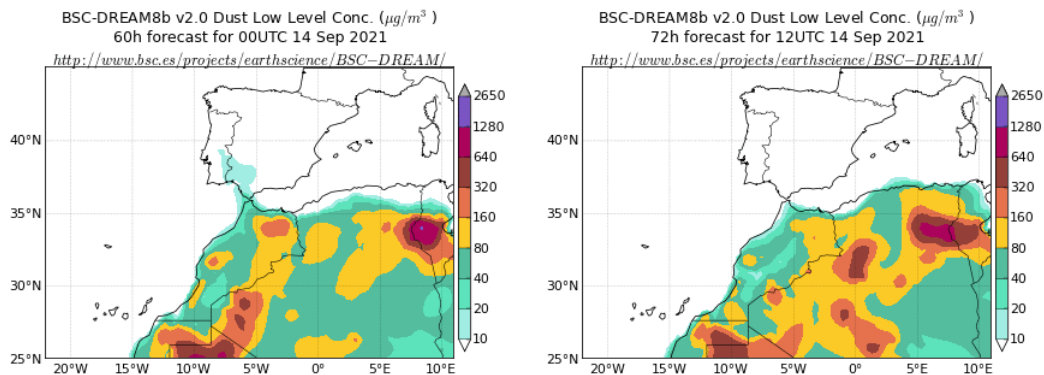 BSC-DREAM8b v2.0 Dust Low Level Conc. (μg/m³ )
60h forecast for 00UTC 14 Sep 2021
http://www.bsc.es/projects/earthscience/BSC−DREAM/
40°N
35°N
30°N
25°N
20°W
15°W
10°W
5°W
0°
5°E
10°E
2650
1280
640
320
160
80
40
20
10
BSC-DREAM8b v2.0 Dust Low Level Conc. (μg/m³ )
72h forecast for 12UTC 14 Sep 2021
http://www.bsc.es/projects/earthscience/BSC−DREAM/
40°N
35°N
30°N
25°N
20°W
15°W
10°W
5°W
0°
5°E
10°E
2650
1280
640
320
160
80
40
20
10